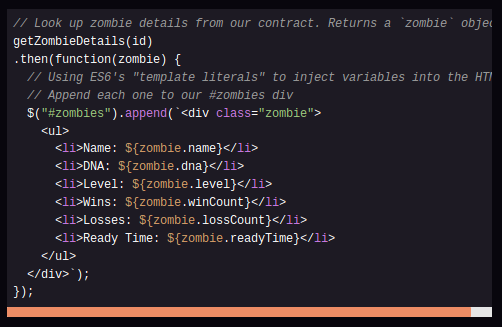 // Look up zombie details from our contract. Returns a `zombie`
getZombieDetails(id)
.then(function(zombie) {
// Using ES6's "template literals" to inject variables into the
// Append each one to our #zombies div
$("#zombies").append(`<div class="zombie">
<ul>
<li>Name: ${zombie.name}</li>
<li>DNA: ${zombie.dna}</li>
<li>Level: ${zombie.level}</li>
<li>Wins: ${zombie.winCount}</li>
<li>Losses: ${zombie.lossCount}</li>
<li>Ready Time: ${zombie.readyTime}</li>
</ul>
</div>`);
});